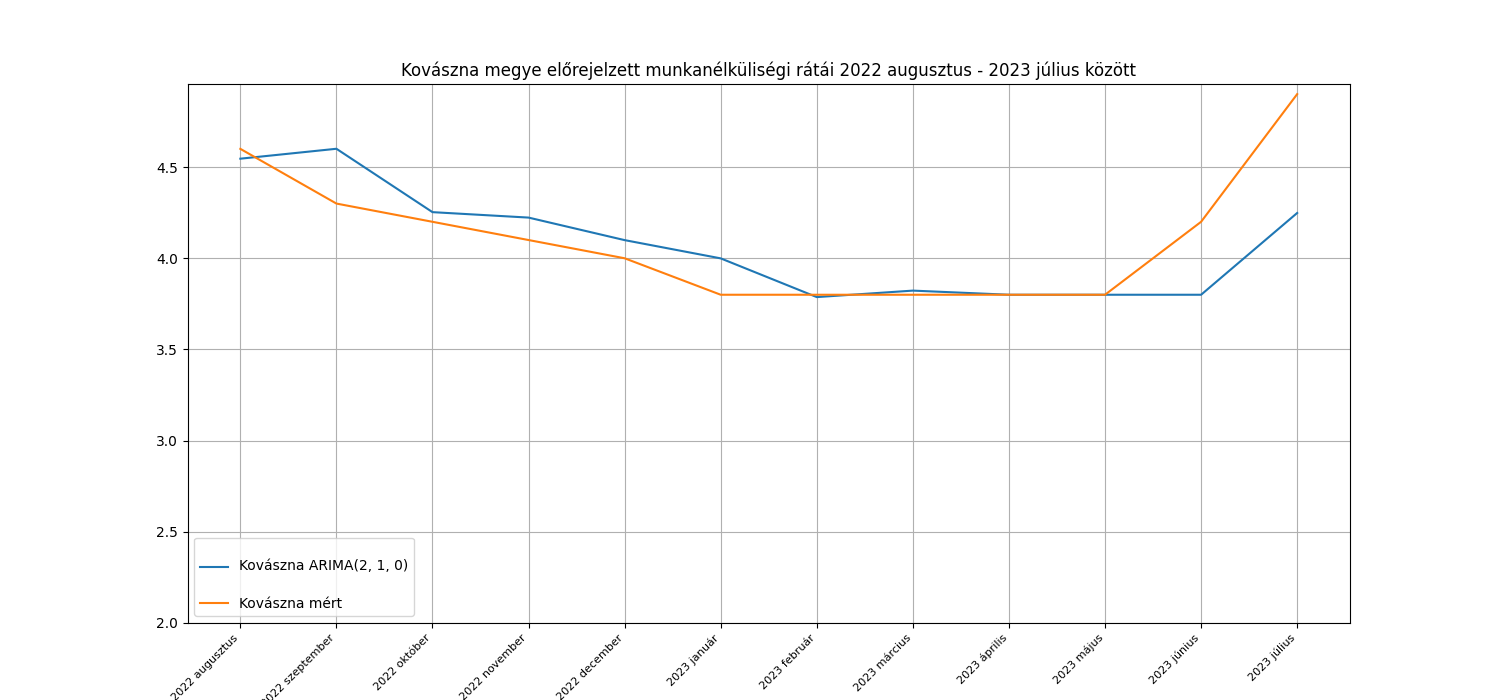 Kovászna megye előrejelzett munkanélküliségi rátái 2022 augusztus - 2023 július között
4.5
4.0
3.5
3.0
2.5
2.0
Kovászna ARIMA(2, 1, 0)
Kovászna mért
2022 augusztus
022 szeptember
2022 október
2022 november
2022 december
2023 január
2023 február
2023 március
2023 április
2023 május
2023 június
2023 július